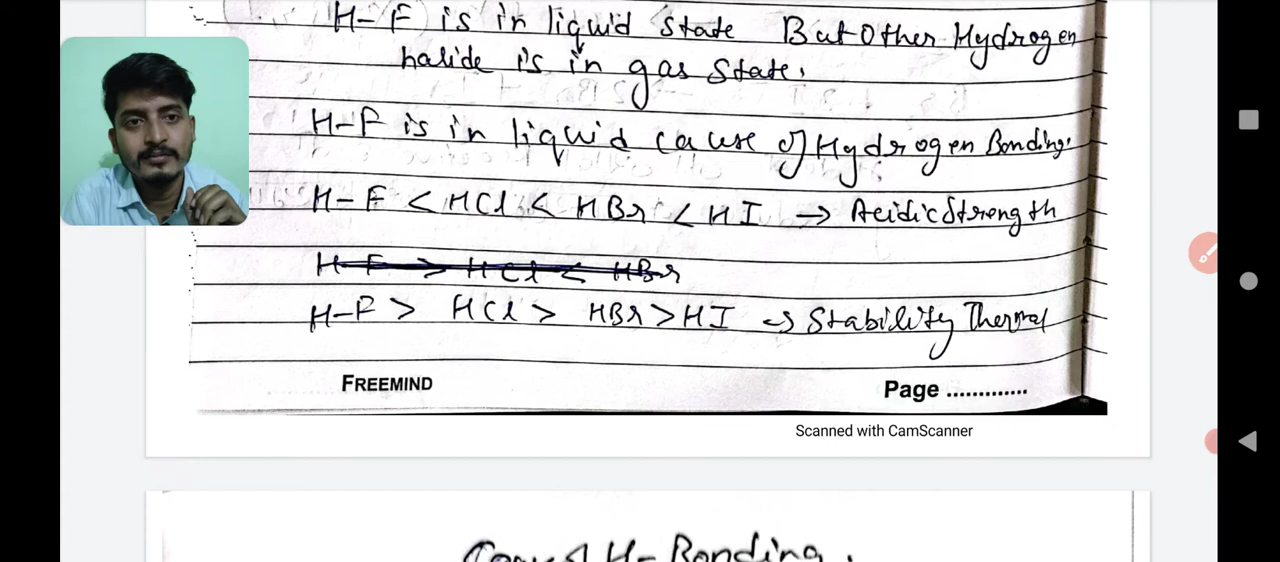 H-F is in liquid state But Other Hydrogen
halide is in gas state.
H-F is in liquid cause of Hydrogen Bonding.
H-F < HCl < HBr < HI → Acidic Strength
H-F > HCl < HBr
H-F > HCl > HBr > HI → Stability Thermal
FREEMIND
Page .............
Scanned with CamScanner
H-Bonding.